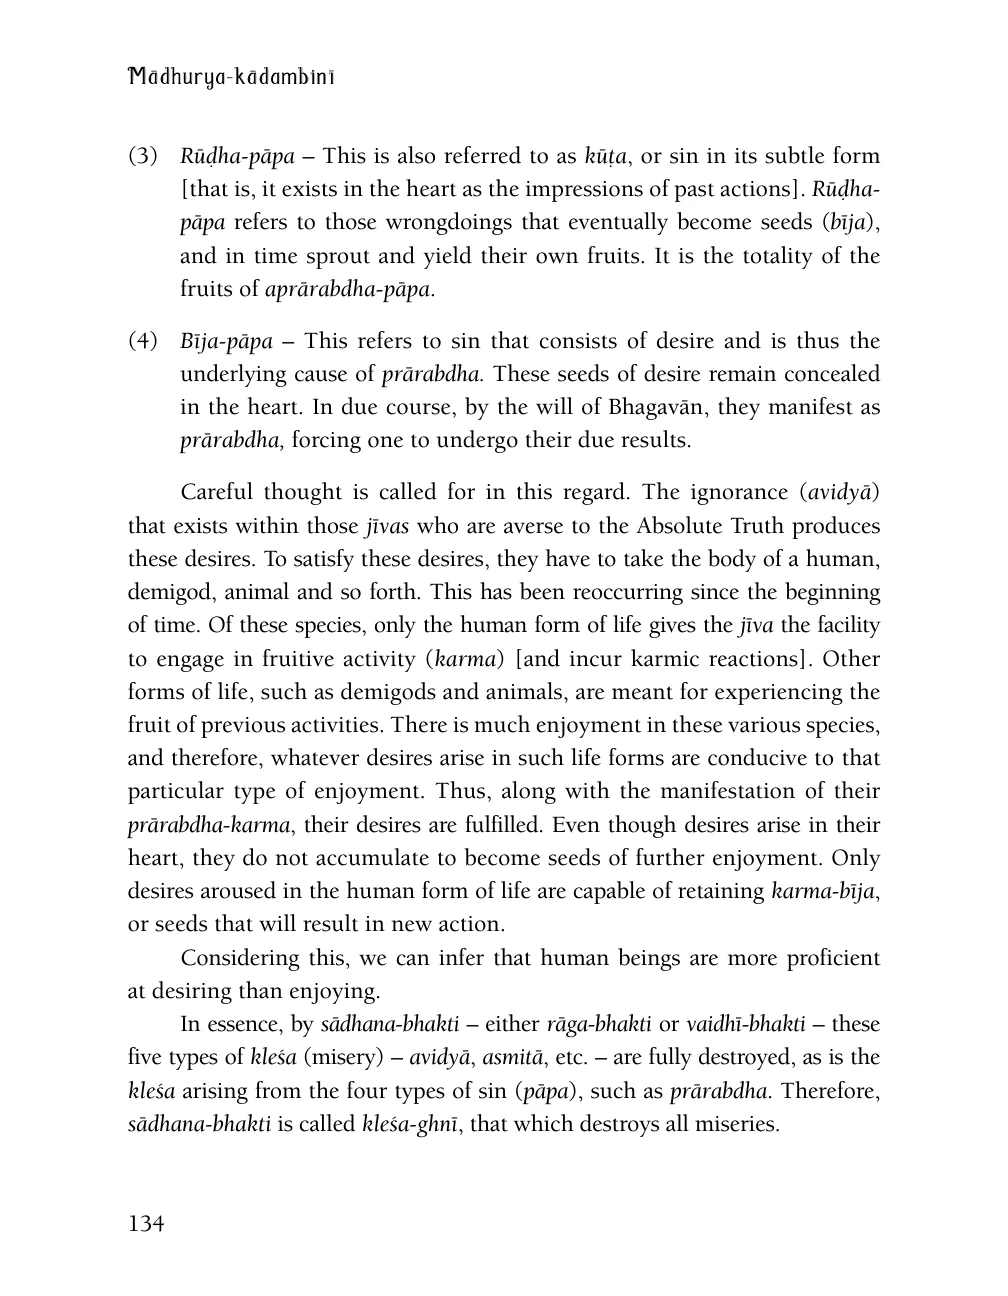 Mādhurya-kādambinī
(3) Rūḍha-pāpa – This is also referred to as kūṭa, or sin in its subtle form
[that is, it exists in the heart as the impressions of past actions]. Rūḍha-
pāpa refers to those wrongdoings that eventually become seeds (bīja),
and in time sprout and yield their own fruits. It is the totality of the
fruits of aprārabdha-pāpa.
(4) Bīja-pāpa – This refers to sin that consists of desire and is thus the
underlying cause of prārabdha. These seeds of desire remain concealed
in the heart. In due course, by the will of Bhagavān, they manifest as
prārabdha, forcing one to undergo their due results.
Careful thought is called for in this regard. The ignorance (avidyā)
that exists within those jīvas who are averse to the Absolute Truth produces
these desires. To satisfy these desires, they have to take the body of a human,
demigod, animal and so forth. This has been reoccurring since the beginning
of time. Of these species, only the human form of life gives the jīva the facility
to engage in fruitive activity (karma) [and incur karmic reactions]. Other
forms of life, such as demigods and animals, are meant for experiencing the
fruit of previous activities. There is much enjoyment in these various species,
and therefore, whatever desires arise in such life forms are conducive to that
particular type of enjoyment. Thus, along with the manifestation of their
prārabdha-karma, their desires are fulfilled. Even though desires arise in their
heart, they do not accumulate to become seeds of further enjoyment. Only
desires aroused in the human form of life are capable of retaining karma-bīja,
or seeds that will result in new action.
Considering this, we can infer that human beings are more proficient
at desiring than enjoying.
In essence, by sādhana-bhakti – either rāga-bhakti or vaidhī-bhakti – these
five types of kleśa (misery) – avidyā, asmitā, etc. – are fully destroyed, as is the
kleśa arising from the four types of sin (pāpa), such as prārabdha. Therefore,
sādhana-bhakti is called kleśa-ghnī, that which destroys all miseries.
134